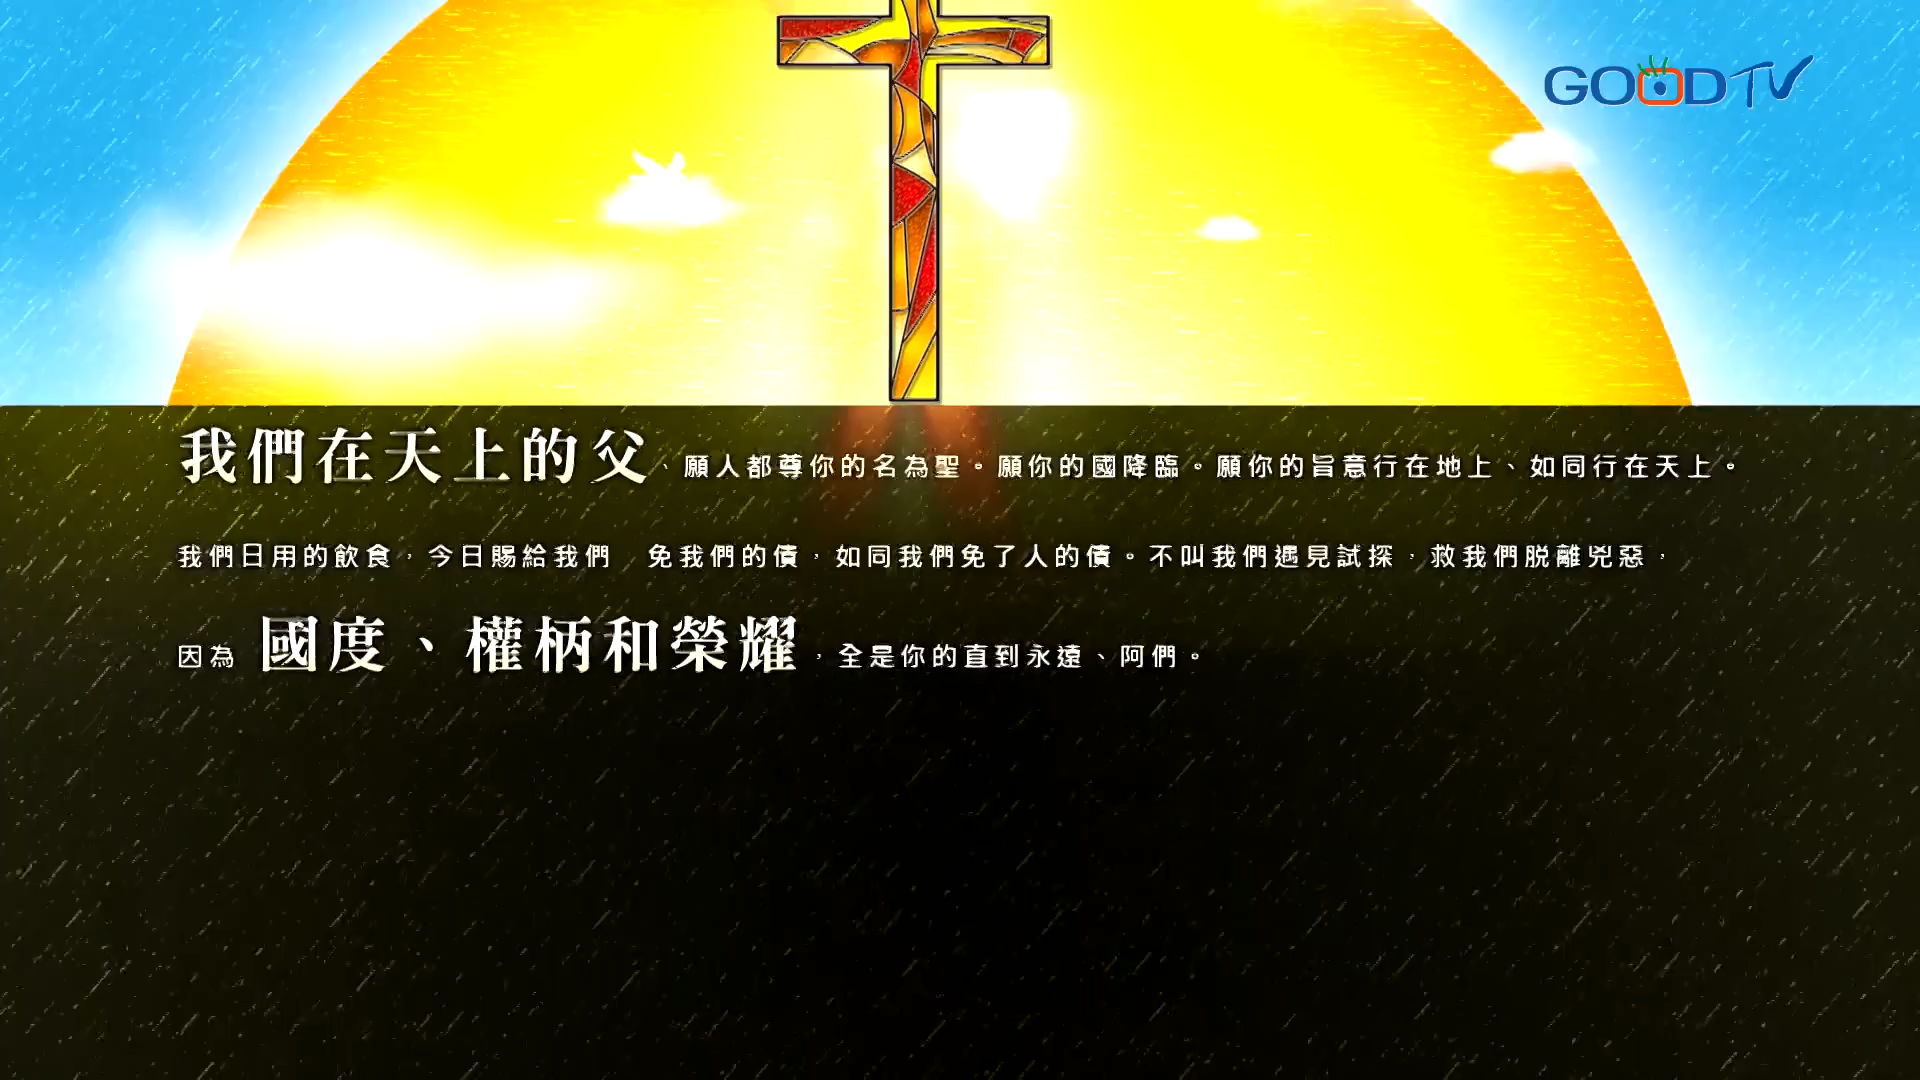 GOODTV
我們在天上的父、願人都尊你的名為聖。願你的國降臨。願你的旨意行在地上、如同行在天上。
我們日用的飲食，今日賜給我們　免我們的債，如同我們免了人的債。不叫我們遇見試探，救我們脫離兇惡，
因為 國度、權柄和榮耀，全是你的直到永遠、阿們。